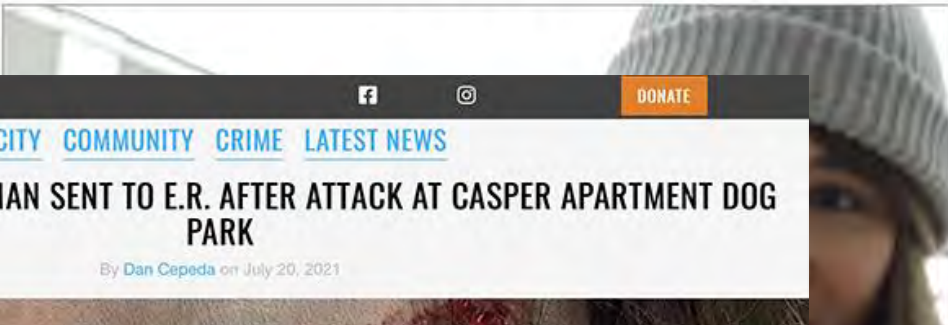 DONATE
CITY COMMUNITY CRIME LATEST NEWS
SENT TO E.R. AFTER ATTACK AT CASPER APARTMENT DOG
PARK
By Dan Cepeda on July 20, 2021